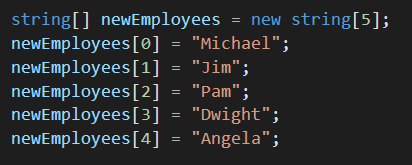 string[] newEmployees = new string[5];
newEmployees[0] = "Michael";
newEmployees[1] = "Jim";
newEmployees[2] = "Pam";
newEmployees[3] = "Dwight";
newEmployees[4] = "Angela";